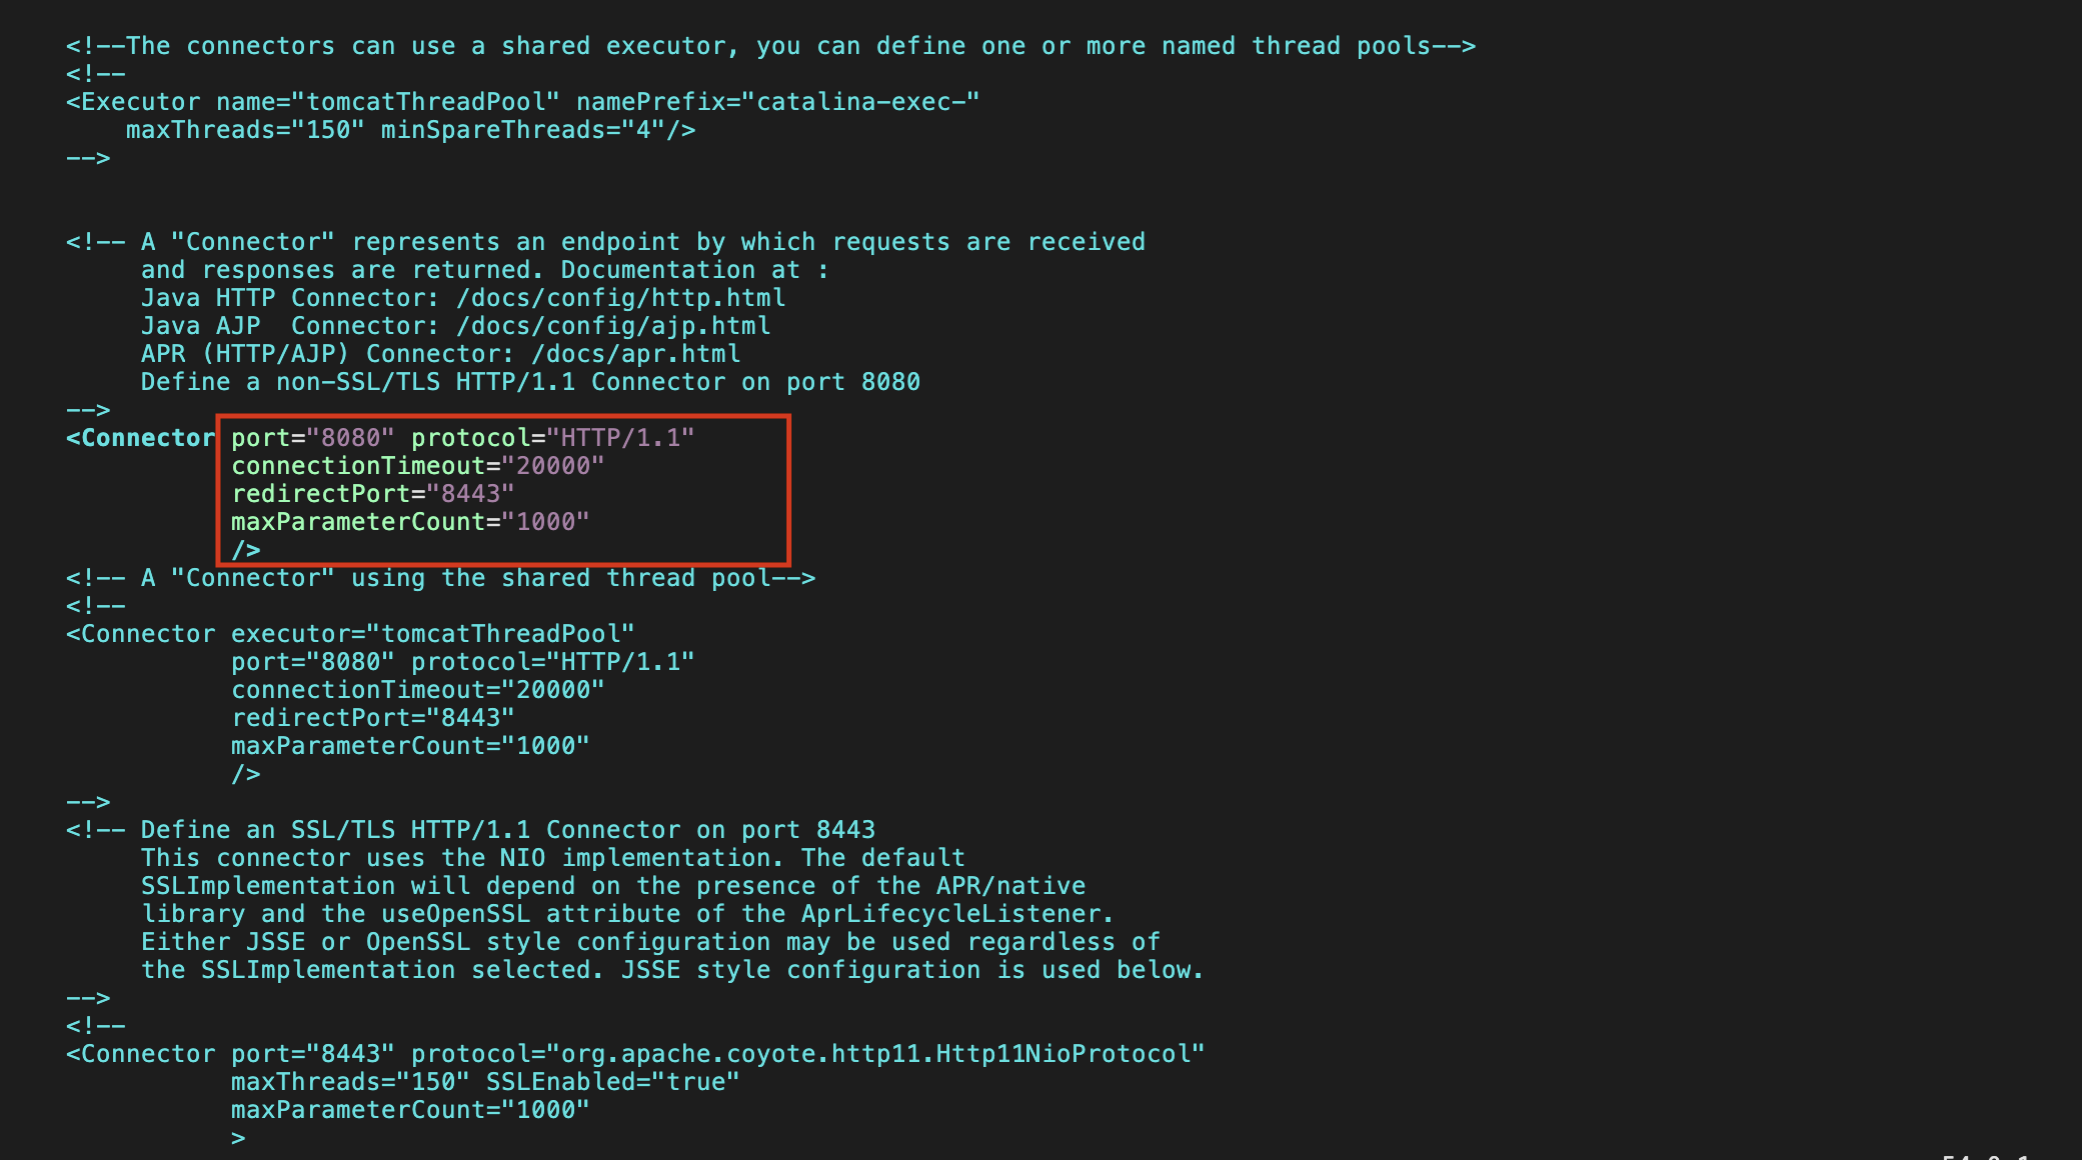 <!--The connectors can use a shared executor, you can define one or more named thread pools-->
<!--
<Executor name="tomcatThreadPool" namePrefix="catalina-exec-"
    maxThreads="150" minSpareThreads="4"/>
-->
<!-- A "Connector" represents an endpoint by which requests are received
     and responses are returned. Documentation at :
     Java HTTP Connector: /docs/config/http.html
     Java AJP  Connector: /docs/config/ajp.html
     APR (HTTP/AJP) Connector: /docs/apr.html
     Define a non-SSL/TLS HTTP/1.1 Connector on port 8080
-->
<Connector port="8080" protocol="HTTP/1.1"
           connectionTimeout="20000"
           redirectPort="8443"
           maxParameterCount="1000"
           />
<!-- A "Connector" using the shared thread pool-->
<!--
<Connector executor="tomcatThreadPool"
           port="8080" protocol="HTTP/1.1"
           connectionTimeout="20000"
           redirectPort="8443"
           maxParameterCount="1000"
           />
-->
<!-- Define an SSL/TLS HTTP/1.1 Connector on port 8443
     This connector uses the NIO implementation. The default
     SSLImplementation will depend on the presence of the APR/native
     library and the useOpenSSL attribute of the AprLifecycleListener.
     Either JSSE or OpenSSL style configuration may be used regardless of
     the SSLImplementation selected. JSSE style configuration is used below.
-->
<!--
<Connector port="8443" protocol="org.apache.coyote.http11.Http11NioProtocol"
           maxThreads="150" SSLEnabled="true"
           maxParameterCount="1000"
           >